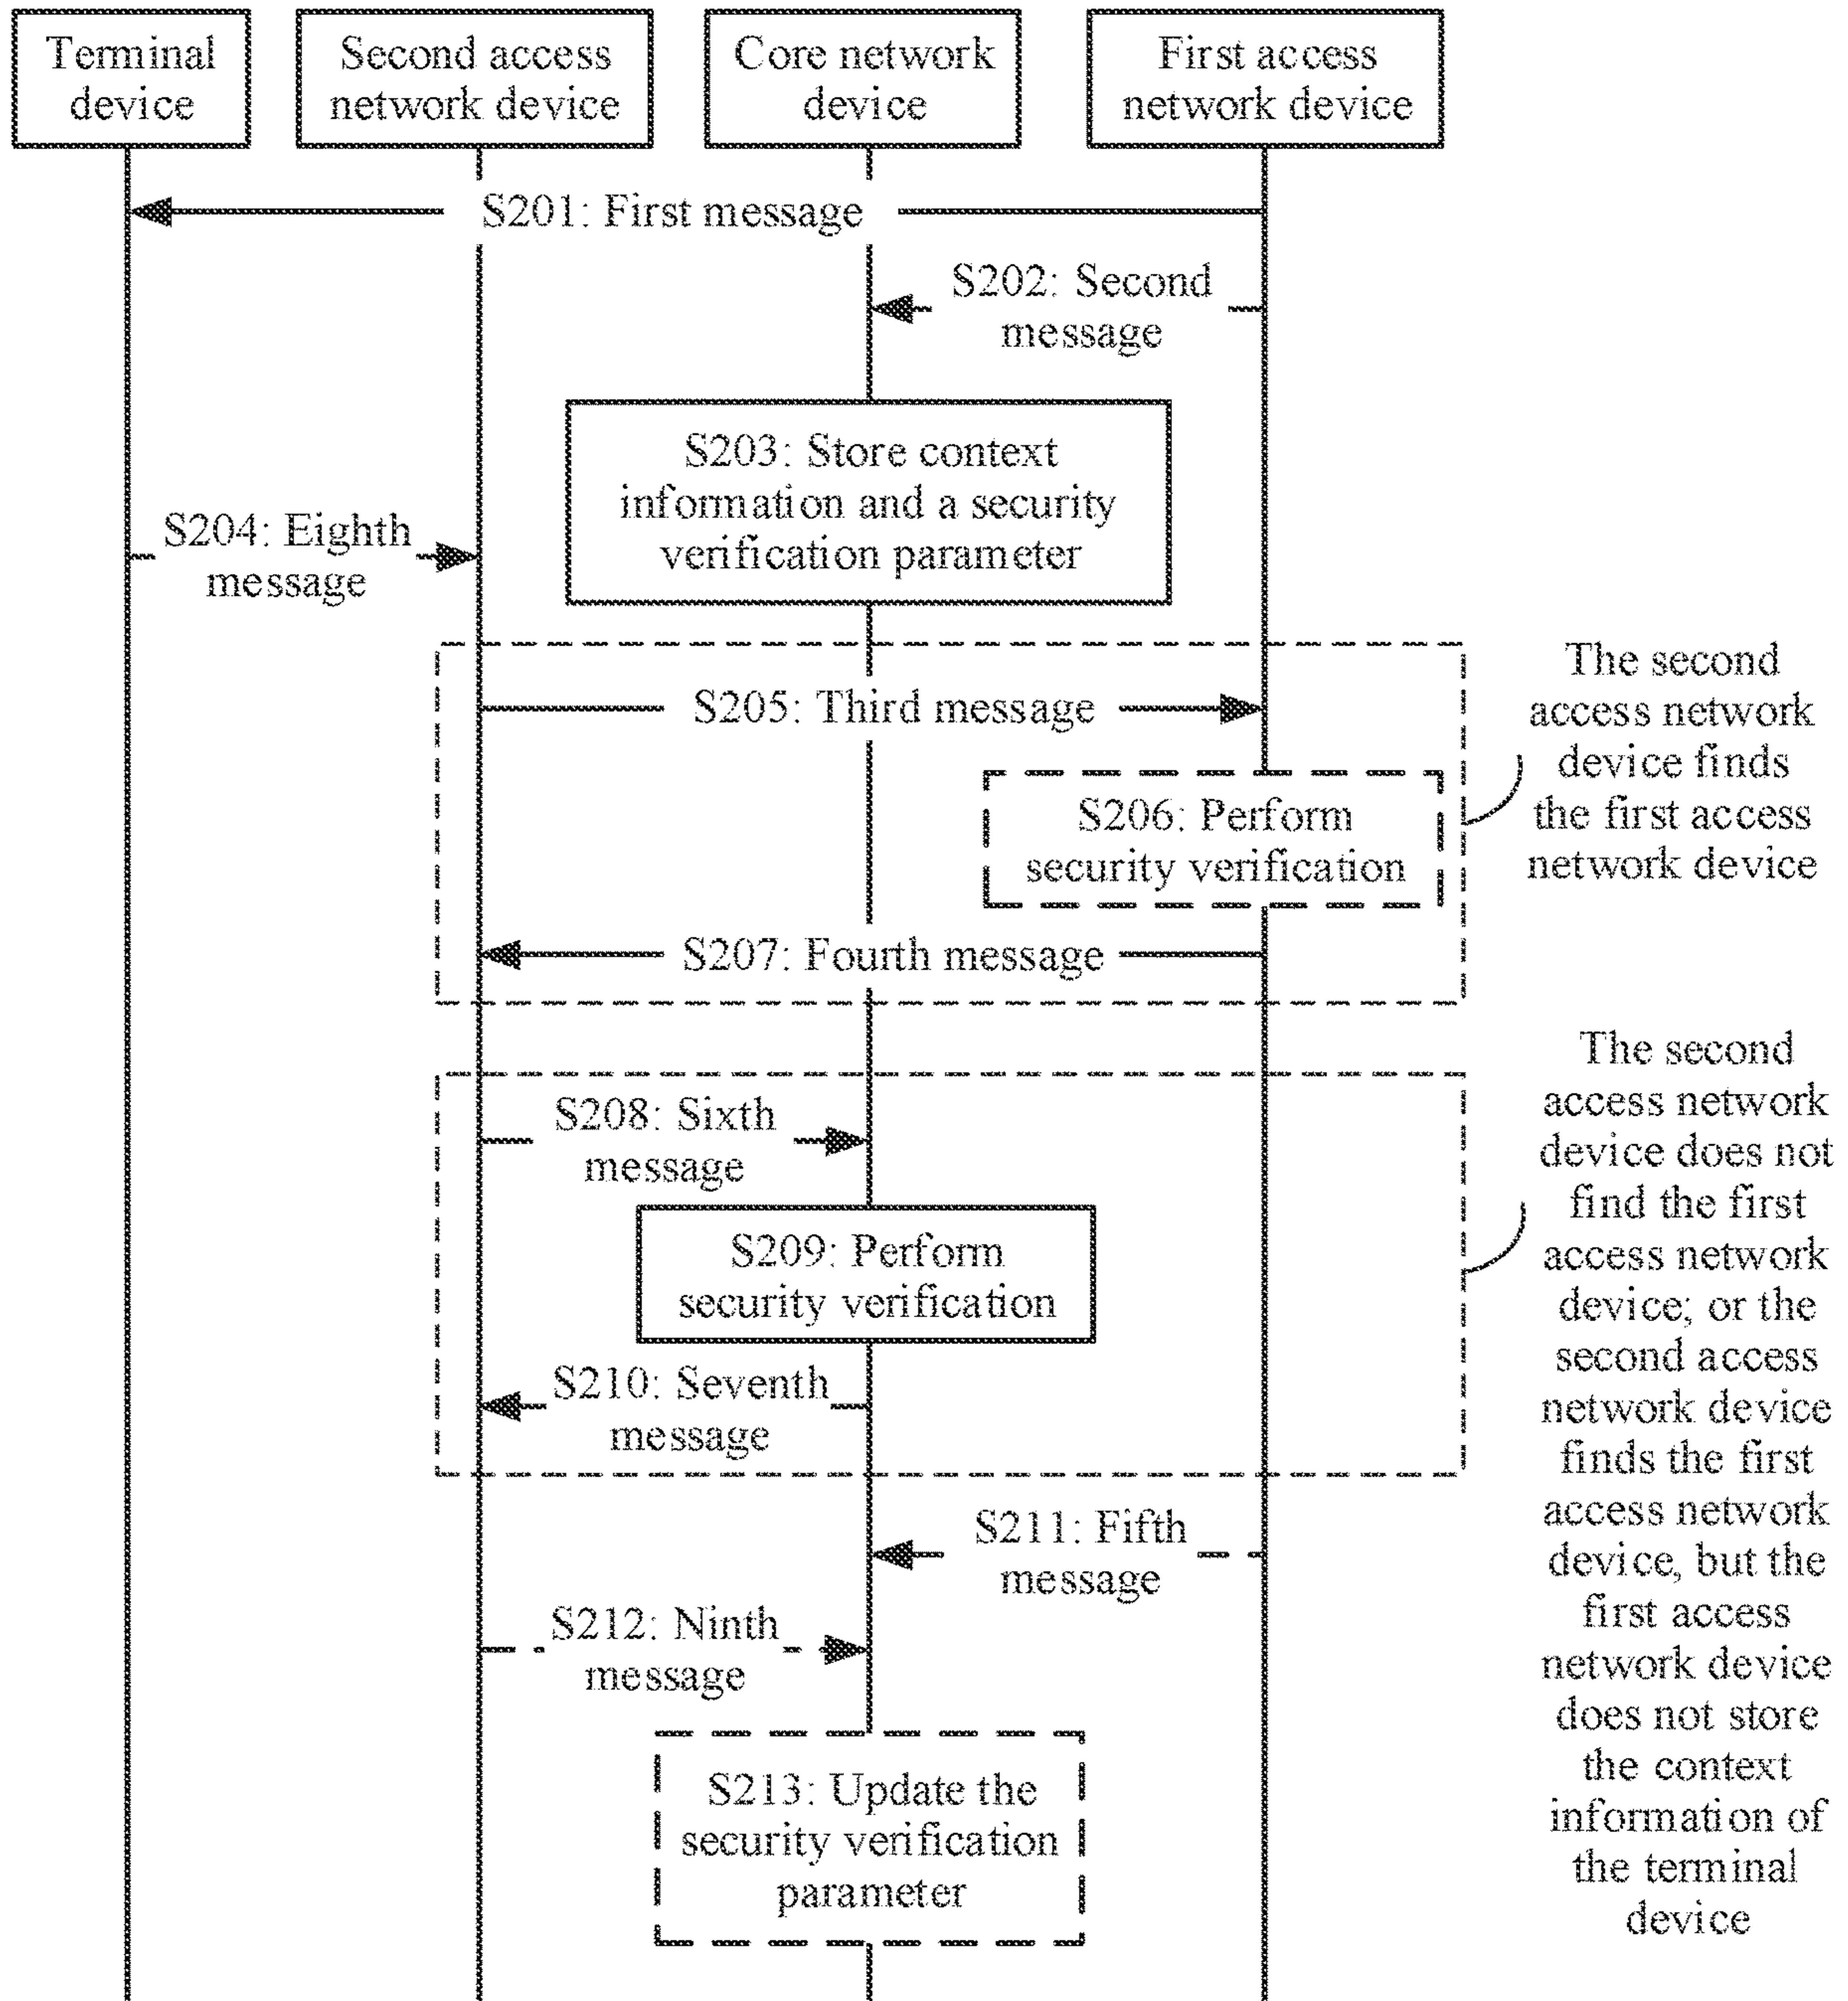 Terminal
device
Second access
network device
Core network
device
First access
network device
S201: First message
S202: Second
message
S203: Store context
information and a security
verification parameter
S204: Eighth
message
S205: Third message
S206: Perform
security verification
S207: Fourth message
The second
access network
device finds
the first access
network device
S208: Sixth
message
S209: Perform
security verification
S210: Seventh
message
The second
access network
device does not
find the first
access network
device; or the
second access
network device
finds the first
access network
device, but the
first access
network device
does not store
the context
information of
the terminal
device
S211: Fifth
message
S212: Ninth
message
S213: Update the
security verification
parameter